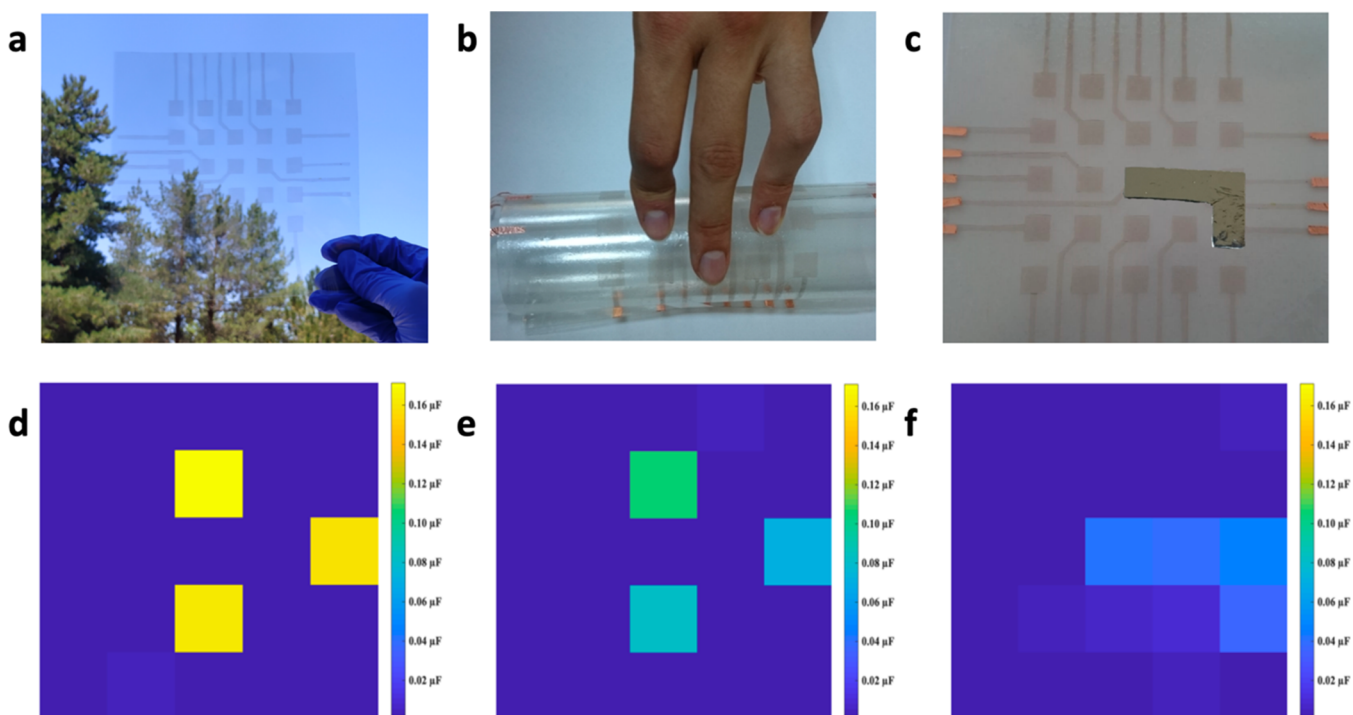 a
b
c
d
0.16 µF
0.14 µF
0.12 µF
0.10 µF
0.08 µF
0.06 µF
0.04 µF
0.02 µF
e
0.16 µF
0.14 µF
0.12 µF
0.10 µF
0.08 µF
0.06 µF
0.04 µF
0.02 µF
f
0.16 µF
0.14 µF
0.12 µF
0.10 µF
0.08 µF
0.06 µF
0.04 µF
0.02 µF